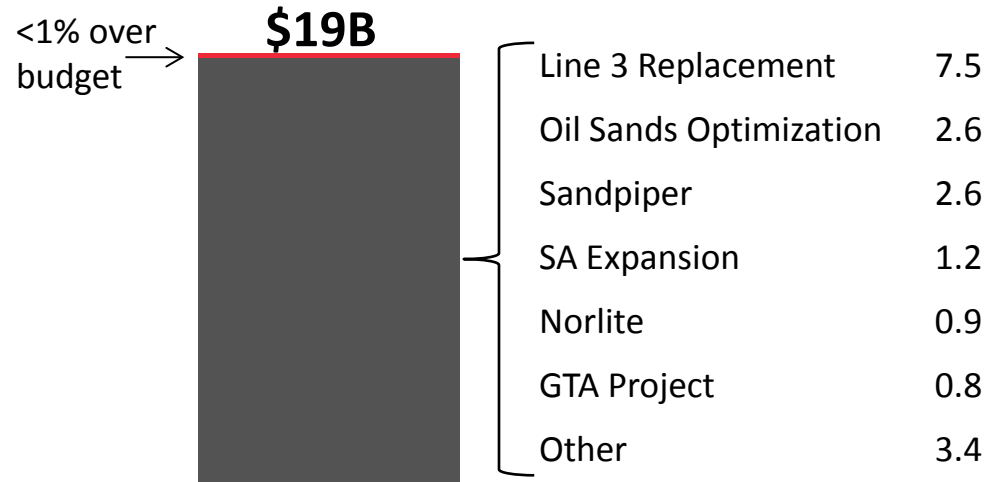 <1% over
budget
$19B
Line 3 Replacement 7.5
Oil Sands Optimization 2.6
Sandpiper 2.6
SA Expansion 1.2
Norlite 0.9
GTA Project 0.8
Other 3.4